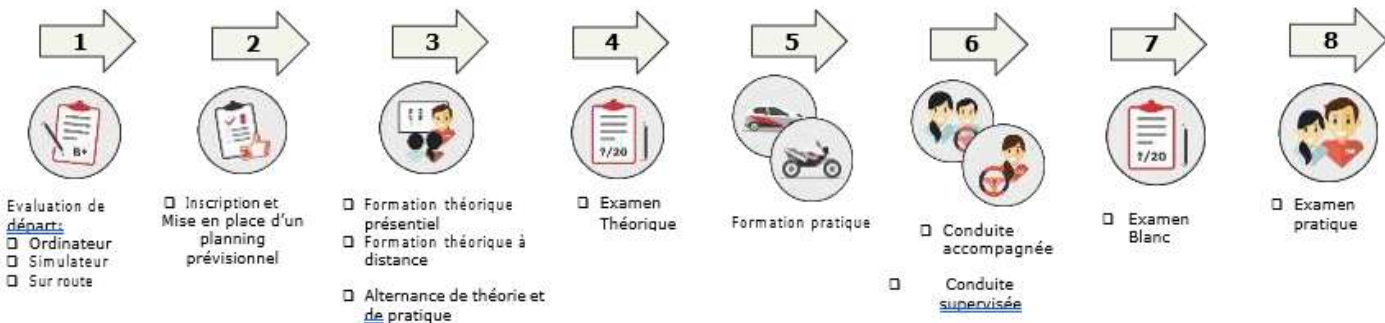 1
2
3
4
5
6
7
8
B+
?/20
?/20
Evaluation de
départ:
❑ Ordinateur
❑ Simulateur
❑ Sur route
❑ Inscription et
Mise en place d'un
planning
prévisionnel
❑ Formation théorique
présentiel
❑ Formation théorique à
distance
❑ Alternance de théorie et
de pratique
❑ Examen
Théorique
Formation pratique
❑ Conduite
accompagnée
❑ Conduite
supervisée
❑ Examen
Blanc
❑ Examen
pratique